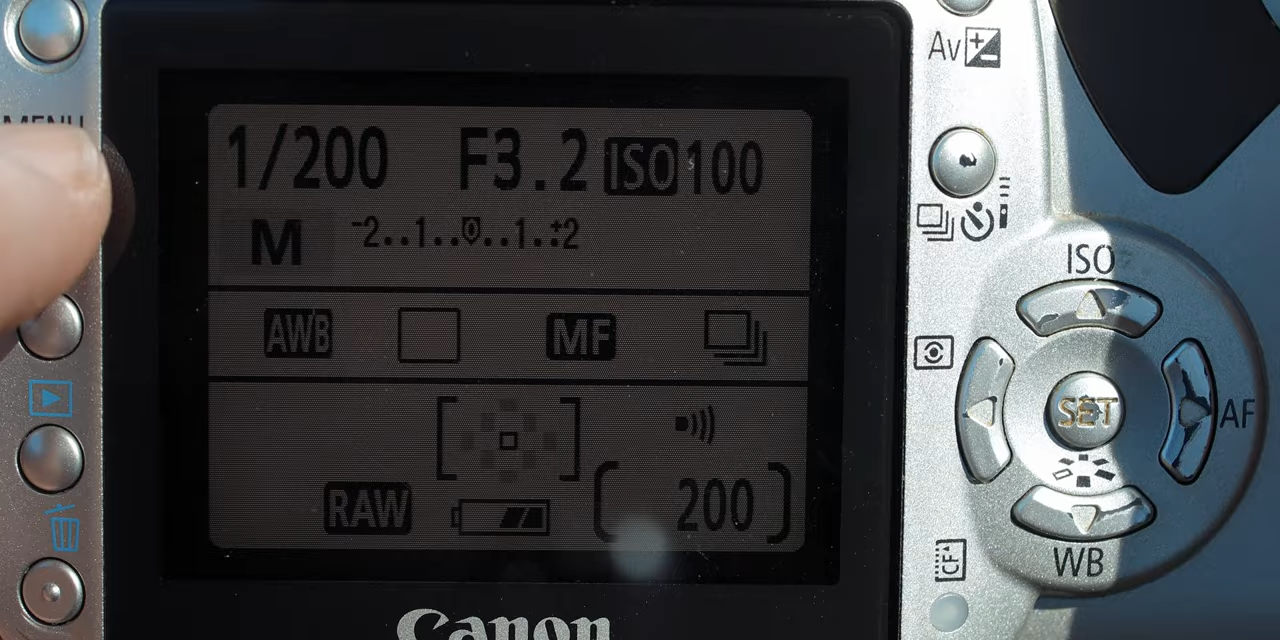 MENU
1/200 F3.2 ISO 100
M -2..1..0..1..+2
AWB MF
RAW 200
Canon
Av
ISO
SET
AF
WB
CF